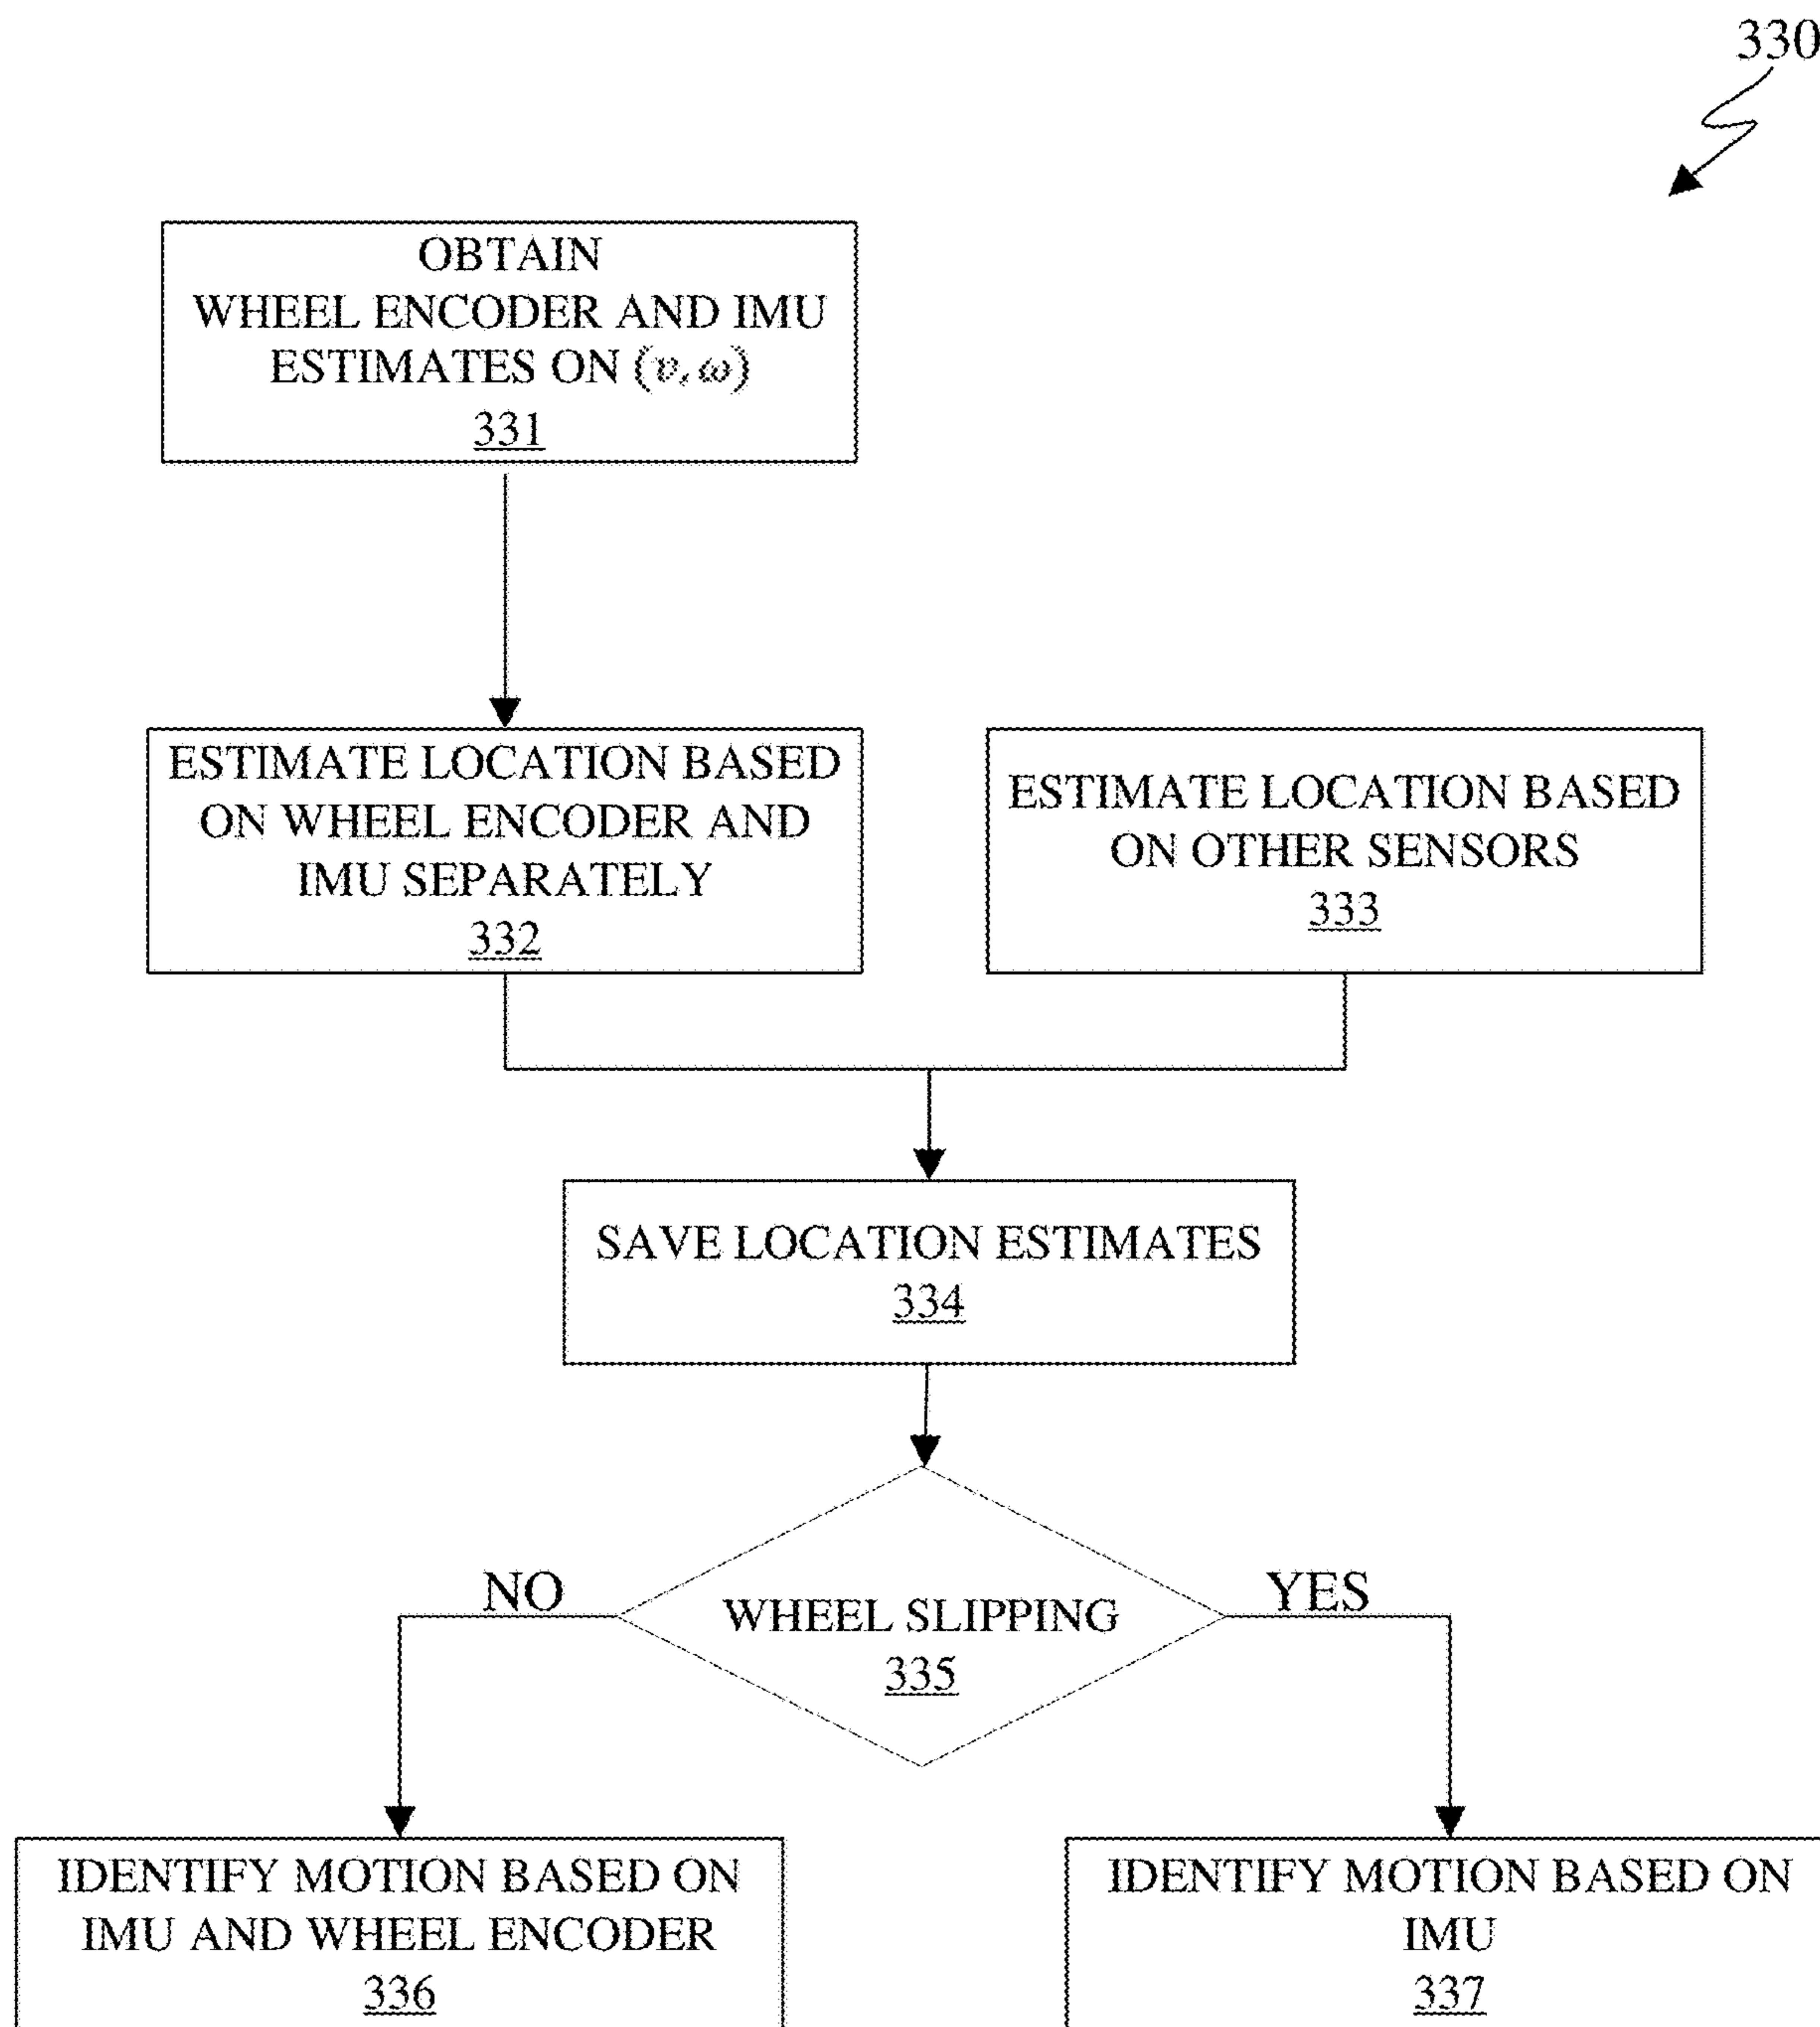 330
OBTAIN
WHEEL ENCODER AND IMU
ESTIMATES ON (v, ω)
331
ESTIMATE LOCATION BASED
ON WHEEL ENCODER AND
IMU SEPARATELY
332
ESTIMATE LOCATION BASED
ON OTHER SENSORS
333
SAVE LOCATION ESTIMATES
334
WHEEL SLIPPING
335
NO
YES
IDENTIFY MOTION BASED ON
IMU AND WHEEL ENCODER
336
IDENTIFY MOTION BASED ON
IMU
337